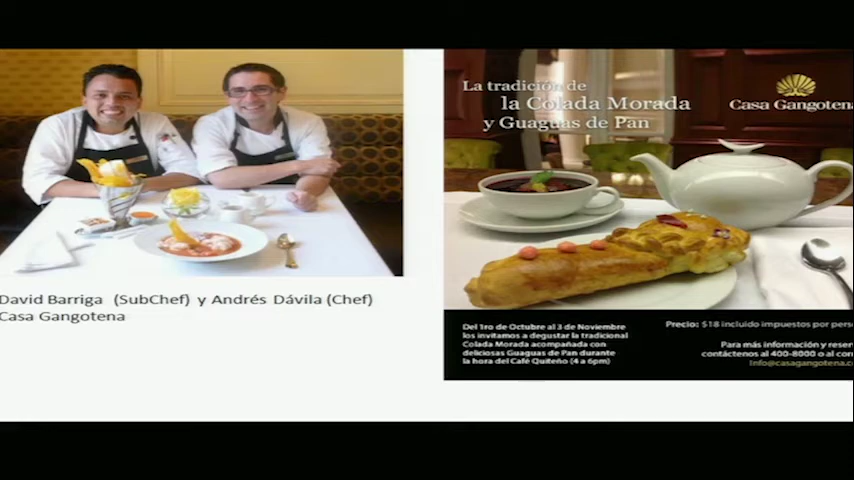 David Barriga (SubChef) y Andrés Dávila (Chef)
Casa Gangotena
La tradición de
la Colada Morada
y Guaguas de Pan
Casa Gangotena
Del 1ro de Octubre al 3 de Noviembre
los invitamos a degustar la tradicional
Colada Morada acompañada con
deliciosas Guaguas de Pan durante
la hora del Café Quiteño (4 a 6pm)
Precio: $18 incluido impuestos por perso
Para más información y reser
contáctenos al 400-8000 o al corr
Info@casagangotena.c